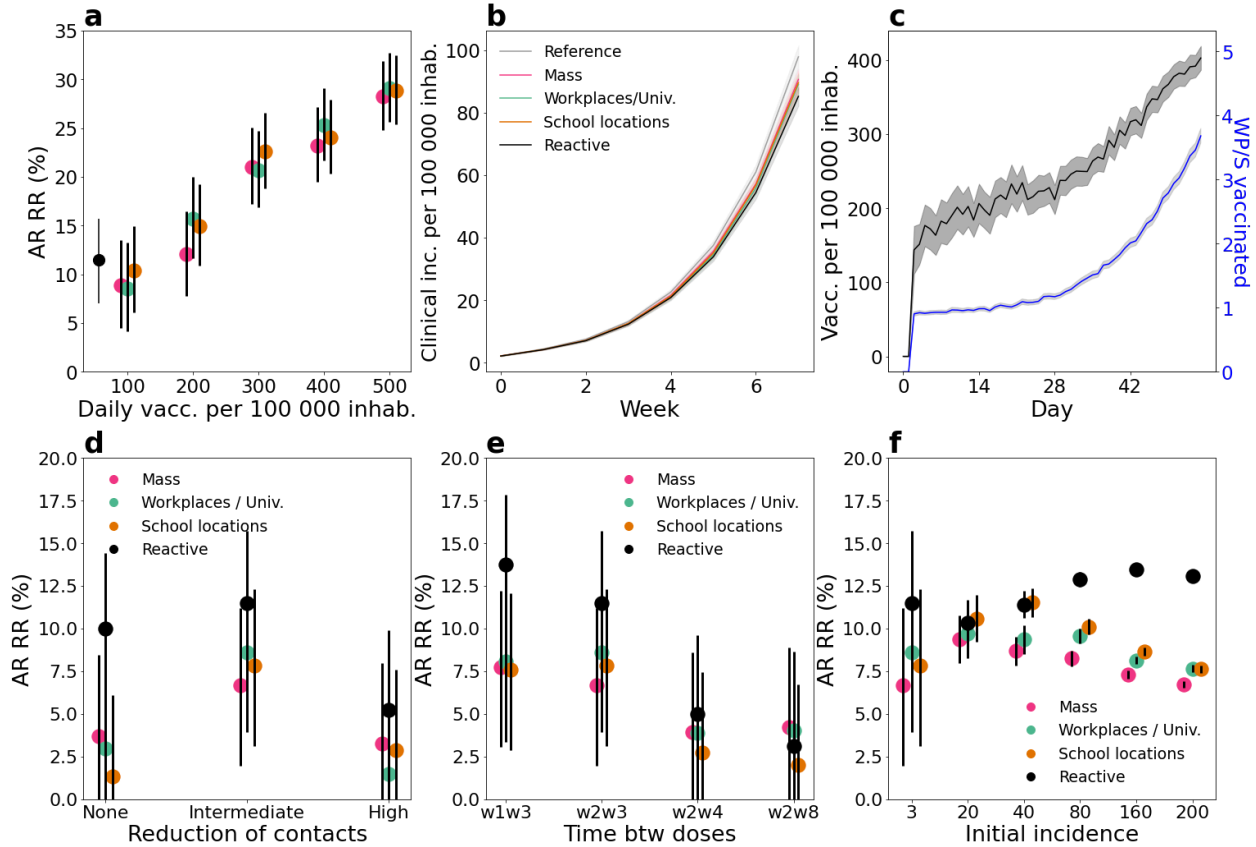 a
AR RR (%)
35
30
25
20
15
10
5
0
100
200
300
400
500
Daily vacc. per 100 000 inhab.
b
Clinical inc. per 100 000 inhab.
100
80
60
40
20
0
Reference
Mass
Workplaces/Univ.
School locations
Reactive
0
2
4
6
Week
c
Vacc. per 100 000 inhab.
400
300
200
100
0
5
4
3
2
1
0
WP/S vaccinated
0
14
28
42
Day
d
AR RR (%)
20.0
17.5
15.0
12.5
10.0
7.5
5.0
2.5
0.0
Mass
Workplaces / Univ.
School locations
Reactive
None
Intermediate
High
Reduction of contacts
e
AR RR (%)
20.0
17.5
15.0
12.5
10.0
7.5
5.0
2.5
0.0
Mass
Workplaces / Univ.
School locations
Reactive
w1w3
w2w3
w2w4
w2w8
Time btw doses
f
AR RR (%)
20.0
17.5
15.0
12.5
10.0
7.5
5.0
2.5
0.0
Mass
Workplaces / Univ.
School locations
Reactive
3
20
40
80
160
200
Initial incidence